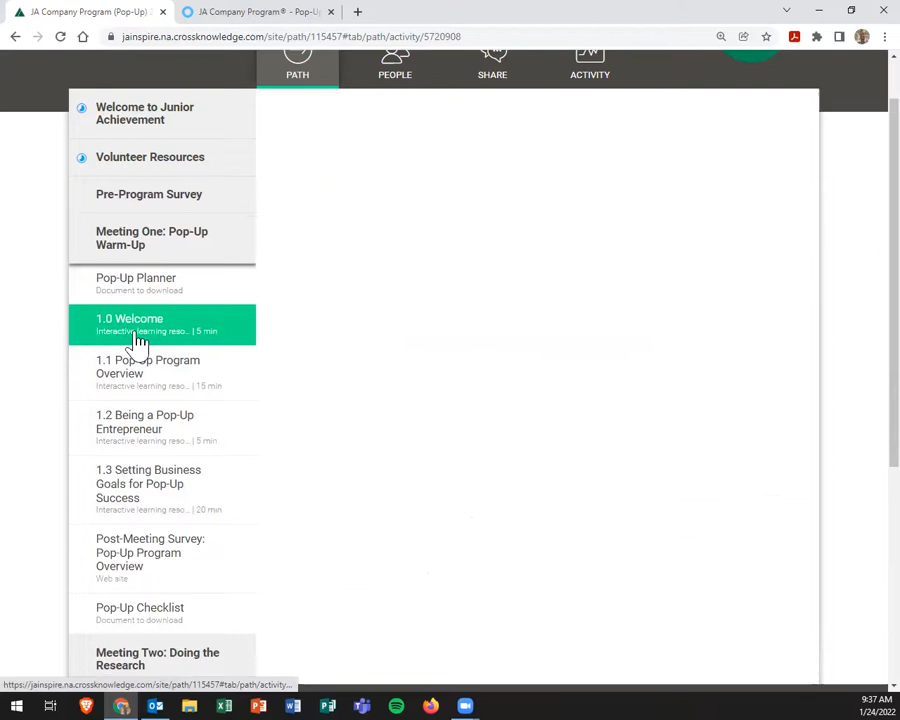 JA Company Program (Pop-Up)
JA Company Program® - Pop-Up
jainspire.na.crossknowledge.com/site/path/115457#tab/path/activity/5720908
PATH
PEOPLE
SHARE
ACTIVITY
Welcome to Junior
Achievement
Volunteer Resources
Pre-Program Survey
Meeting One: Pop-Up
Warm-Up
Pop-Up Planner
Document to download
1.0 Welcome
Interactive learning reso... | 5 min
1.1 Pop-Up Program
Overview
Interactive learning reso... | 15 min
1.2 Being a Pop-Up
Entrepreneur
Interactive learning reso... | 5 min
1.3 Setting Business
Goals for Pop-Up
Success
Interactive learning reso... | 20 min
Post-Meeting Survey:
Pop-Up Program
Overview
Web site
Pop-Up Checklist
Document to download
Meeting Two: Doing the
Research
https://jainspire.na.crossknowledge.com/site/path/115457#tab/path/activity...
9:37 AM
1/24/2022